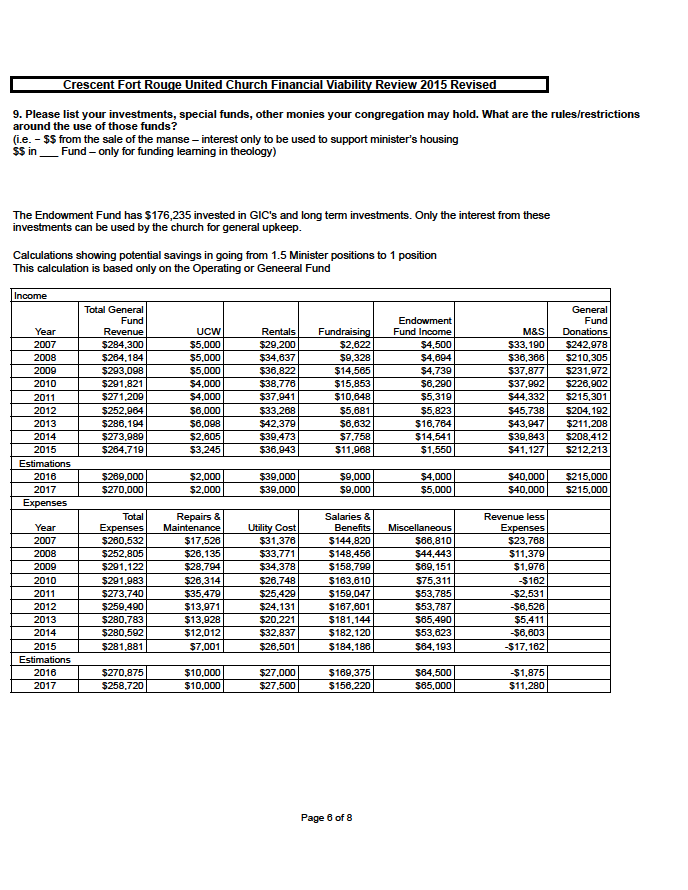 Crescent Fort Rouge United Church Financial Viability Review 2015 Revised
9. Please list your investments, special funds, other monies your congregation may hold. What are the rules/restrictions
around the use of those funds?
(i.e. – $$ from the sale of the manse – interest only to be used to support minister's housing
$$ in ___ Fund – only for funding learning in theology)
The Endowment Fund has $176,235 invested in GIC's and long term investments. Only the interest from these
investments can be used by the church for general upkeep.
Calculations showing potential savings in going from 1.5 Minister positions to 1 position
This calculation is based only on the Operating or Geneeral Fund
Income
Year Total General Fund Revenue UCW Rentals Fundraising Endowment Fund Income M&S General Fund Donations
2007 $284,300 $5,000 $29,200 $2,622 $4,500 $33,190 $242,978
2008 $264,184 $5,000 $34,637 $9,328 $4,694 $36,366 $210,305
2009 $293,098 $5,000 $36,822 $14,565 $4,739 $37,877 $231,972
2010 $291,821 $4,000 $38,776 $15,853 $6,290 $37,992 $226,902
2011 $271,209 $4,000 $37,941 $10,648 $5,319 $44,332 $215,301
2012 $252,964 $6,000 $33,268 $5,681 $5,823 $45,738 $204,192
2013 $286,194 $6,098 $42,379 $6,632 $16,764 $43,947 $211,208
2014 $273,989 $2,605 $39,473 $7,758 $14,541 $39,843 $208,412
2015 $264,719 $3,245 $36,943 $11,968 $1,550 $41,127 $212,213
Estimations
2016 $269,000 $2,000 $39,000 $9,000 $4,000 $40,000 $215,000
2017 $270,000 $2,000 $39,000 $9,000 $5,000 $40,000 $215,000
Expenses
Year Total Expenses Repairs & Maintenance Utility Cost Salaries & Benefits Miscellaneous Revenue less Expenses
2007 $260,532 $17,526 $31,376 $144,820 $66,810 $23,768
2008 $252,805 $26,135 $33,771 $148,456 $44,443 $11,379
2009 $291,122 $28,794 $34,378 $158,799 $69,151 $1,976
2010 $291,983 $26,314 $26,748 $163,610 $75,311 -$162
2011 $273,740 $35,479 $25,429 $159,047 $53,785 -$2,531
2012 $259,490 $13,971 $24,131 $167,601 $53,787 -$6,526
2013 $280,783 $13,928 $20,221 $181,144 $65,490 $5,411
2014 $280,592 $12,012 $32,837 $182,120 $53,623 -$6,603
2015 $281,881 $7,001 $26,501 $184,186 $64,193 -$17,162
Estimations
2016 $270,875 $10,000 $27,000 $169,375 $64,500 -$1,875
2017 $258,720 $10,000 $27,500 $156,220 $65,000 $11,280
Page 6 of 8